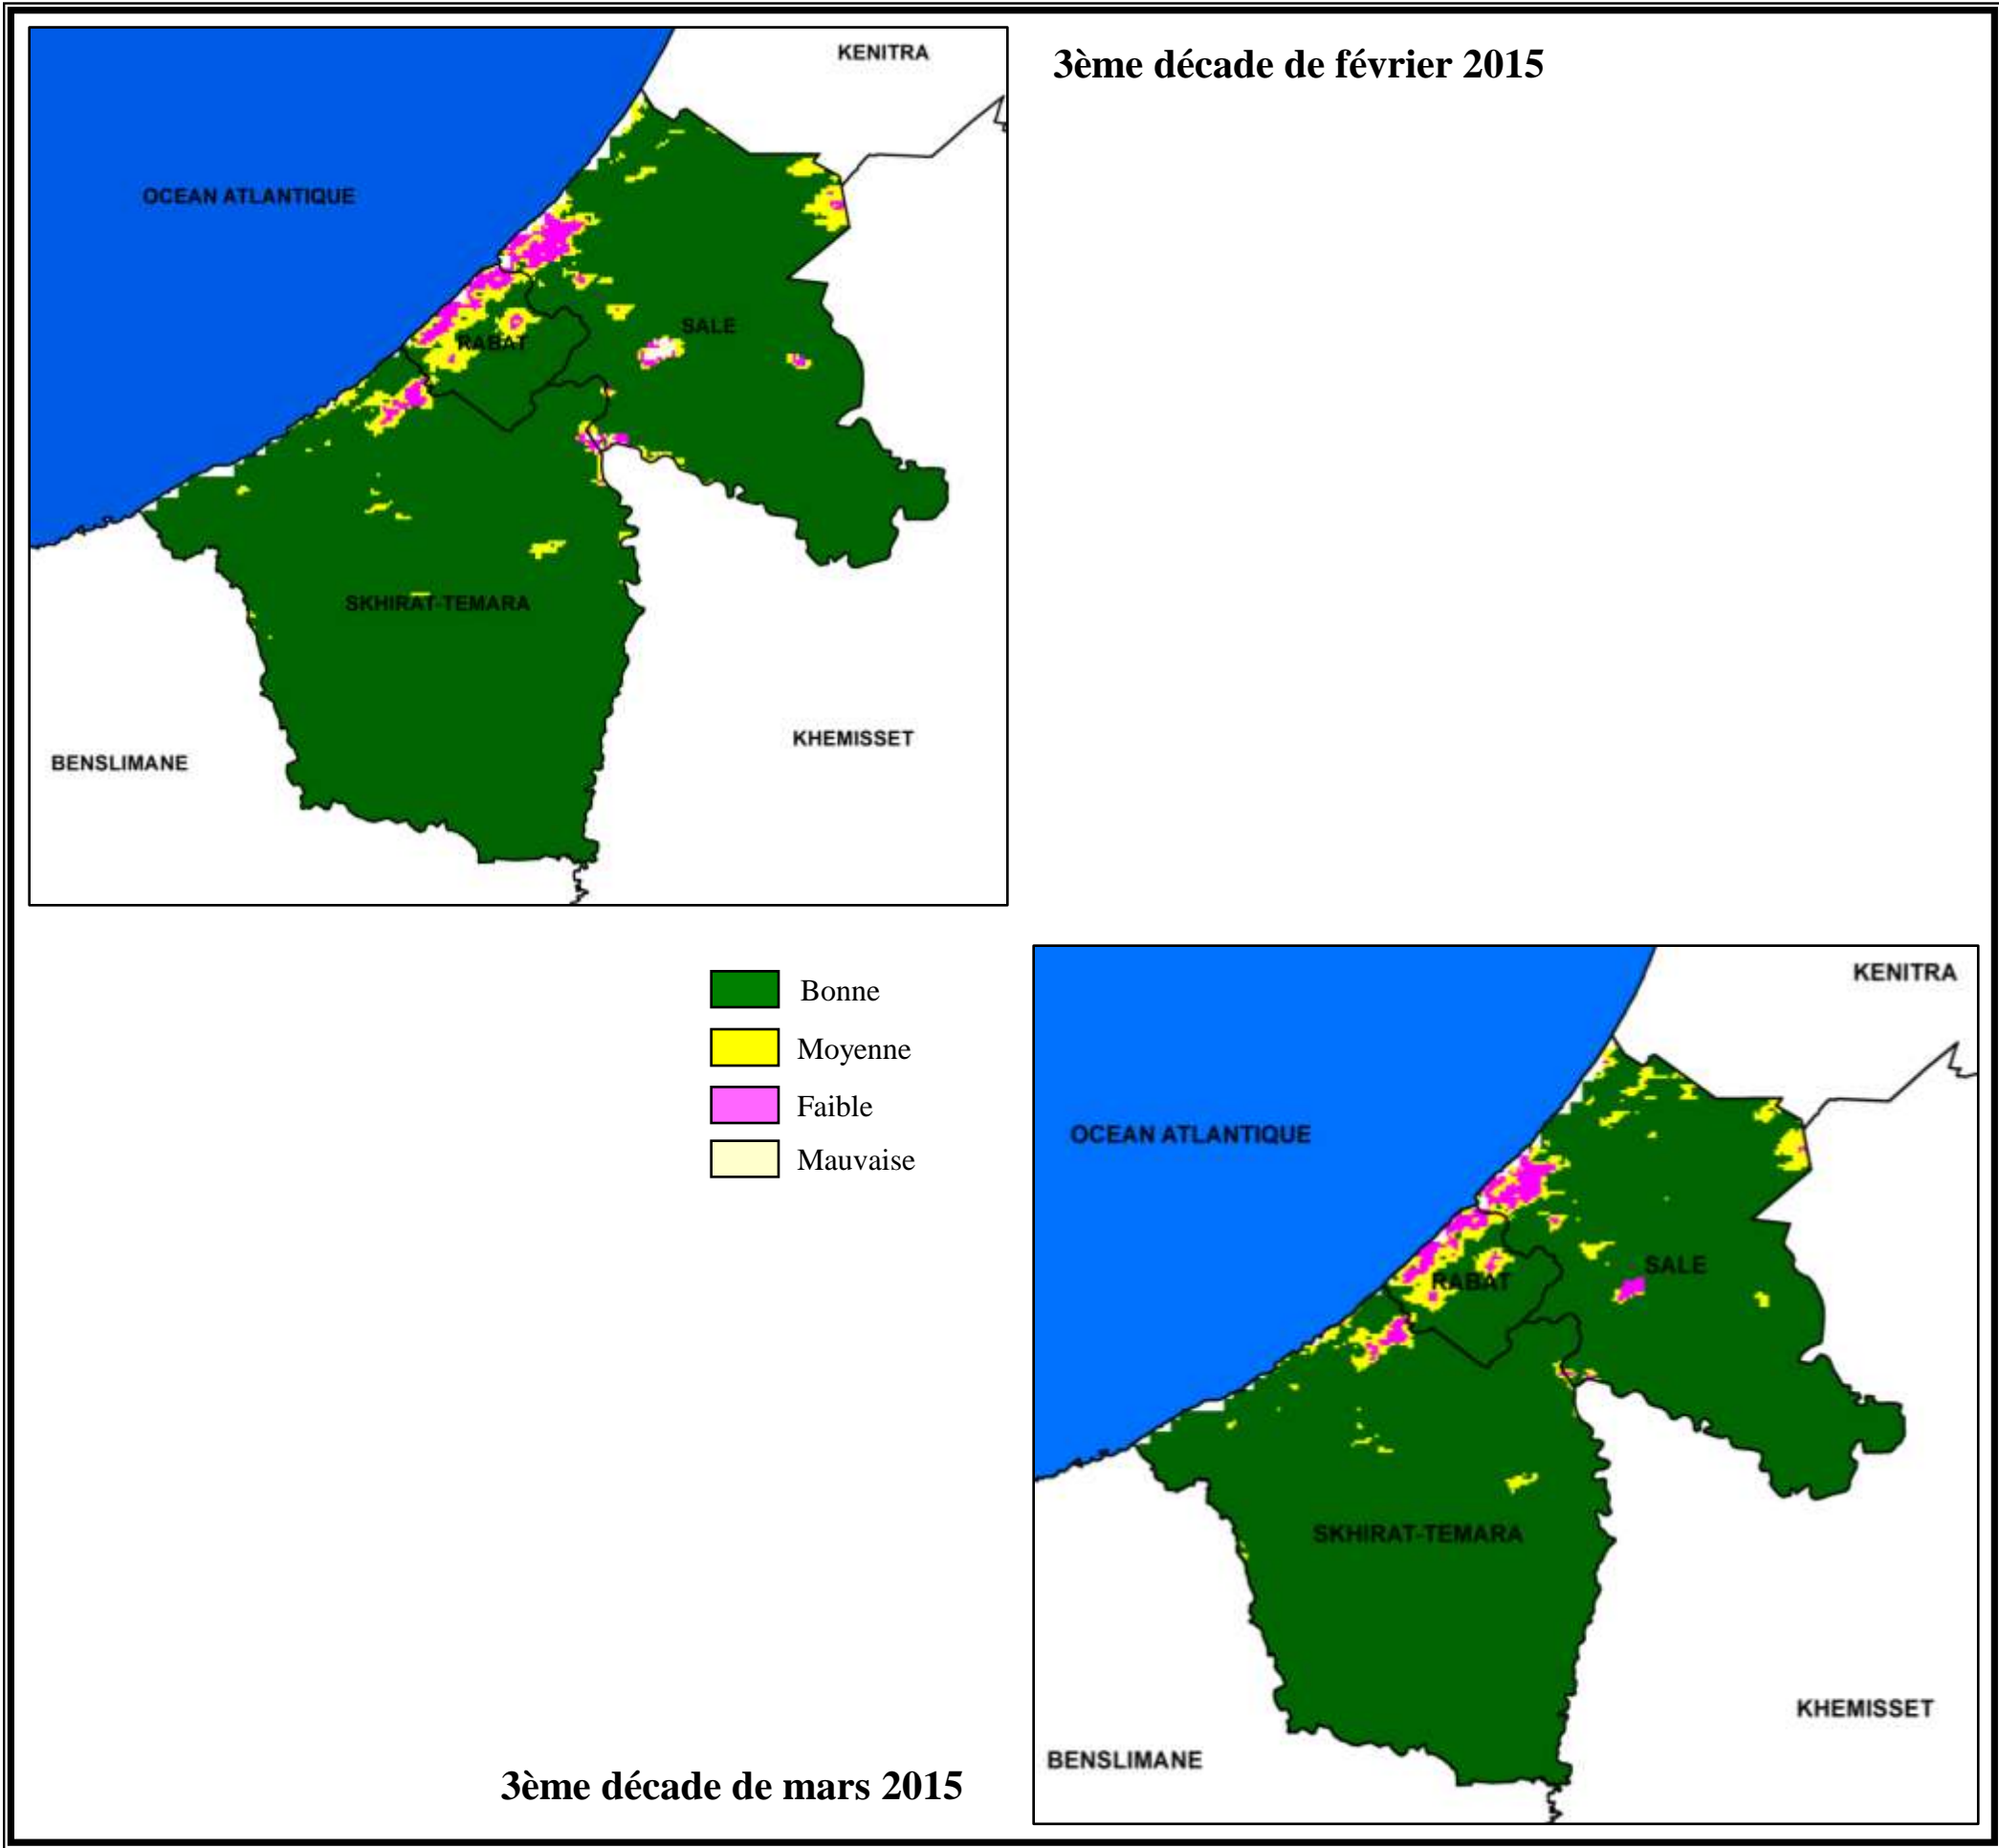 3ème décade de février 2015
KENITRA
OCEAN ATLANTIQUE
SALE
RABAT
SKHIRAT-TEMARA
KHEMISSET
BENSLIMANE
Bonne
Moyenne
Faible
Mauvaise
KENITRA
OCEAN ATLANTIQUE
SALE
RABAT
SKHIRAT-TEMARA
KHEMISSET
BENSLIMANE
3ème décade de mars 2015